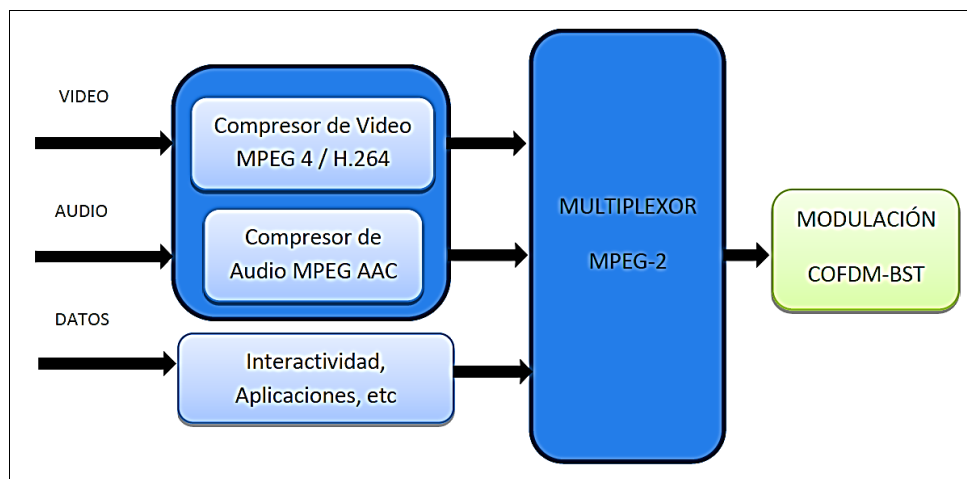 VIDEO
Compresor de Video
MPEG 4 / H.264
AUDIO
Compresor de
Audio MPEG AAC
DATOS
Interactividad,
Aplicaciones, etc
MULTIPLEXOR
MPEG-2
MODULACIÓN
COFDM-BST